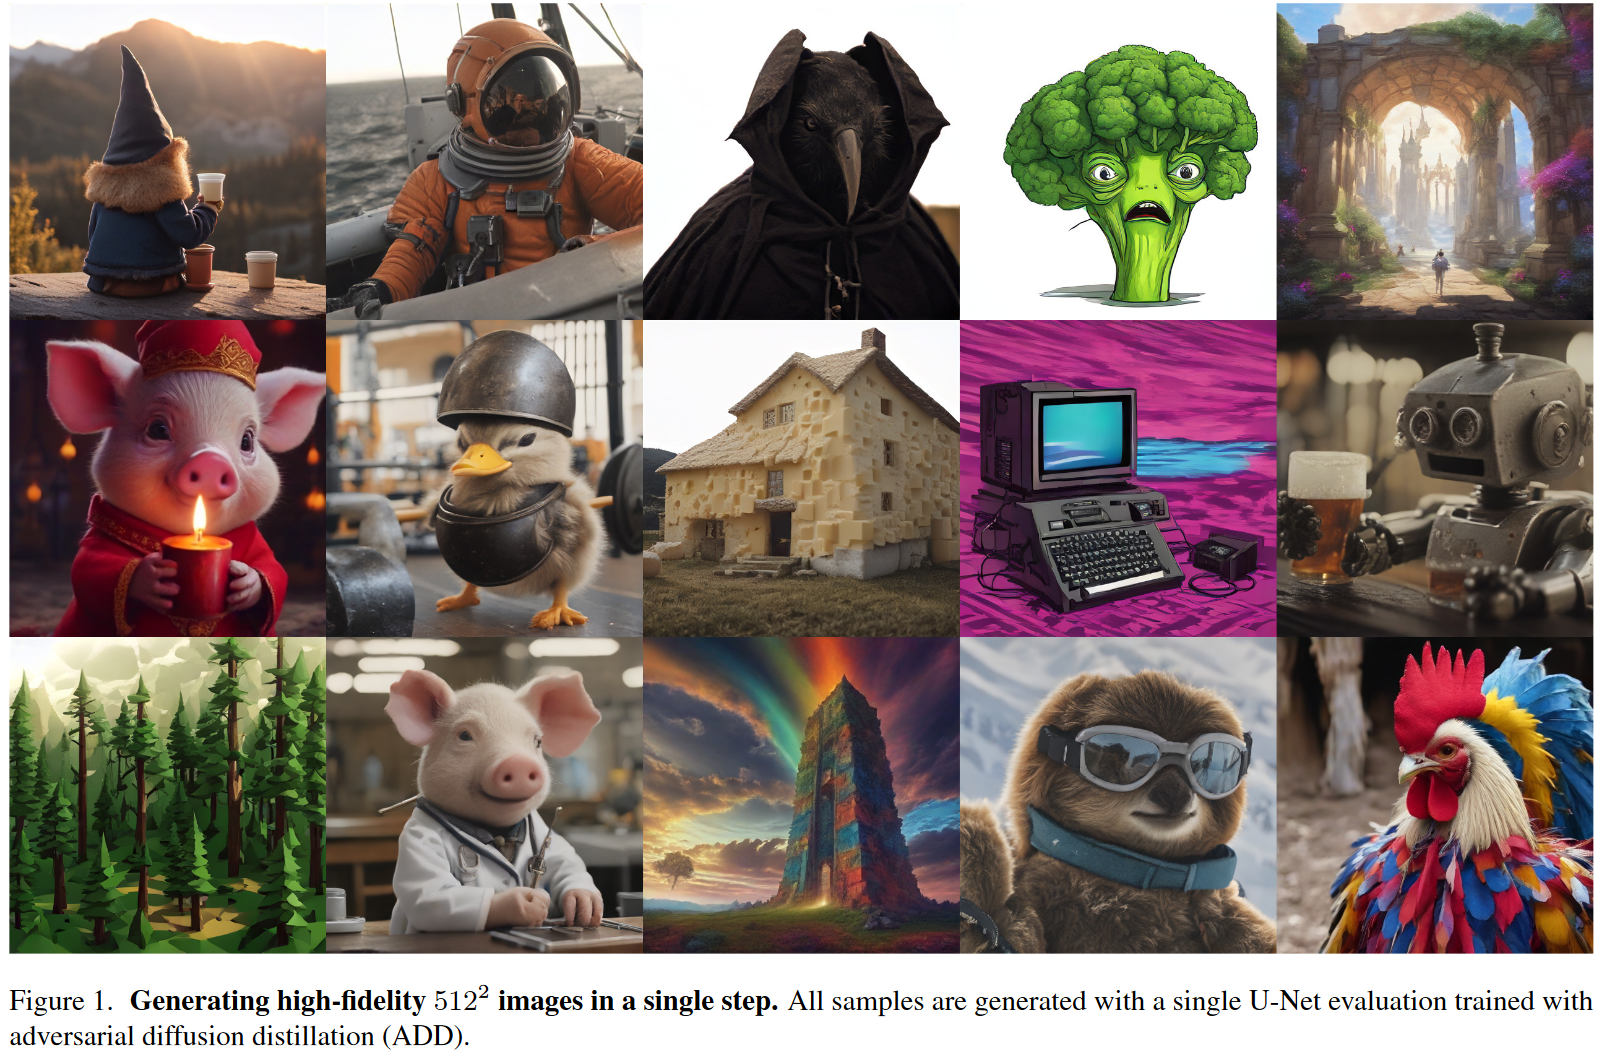 Figure 1. Generating high-fidelity 512² images in a single step. All samples are generated with a single U-Net evaluation trained with
adversarial diffusion distillation (ADD).